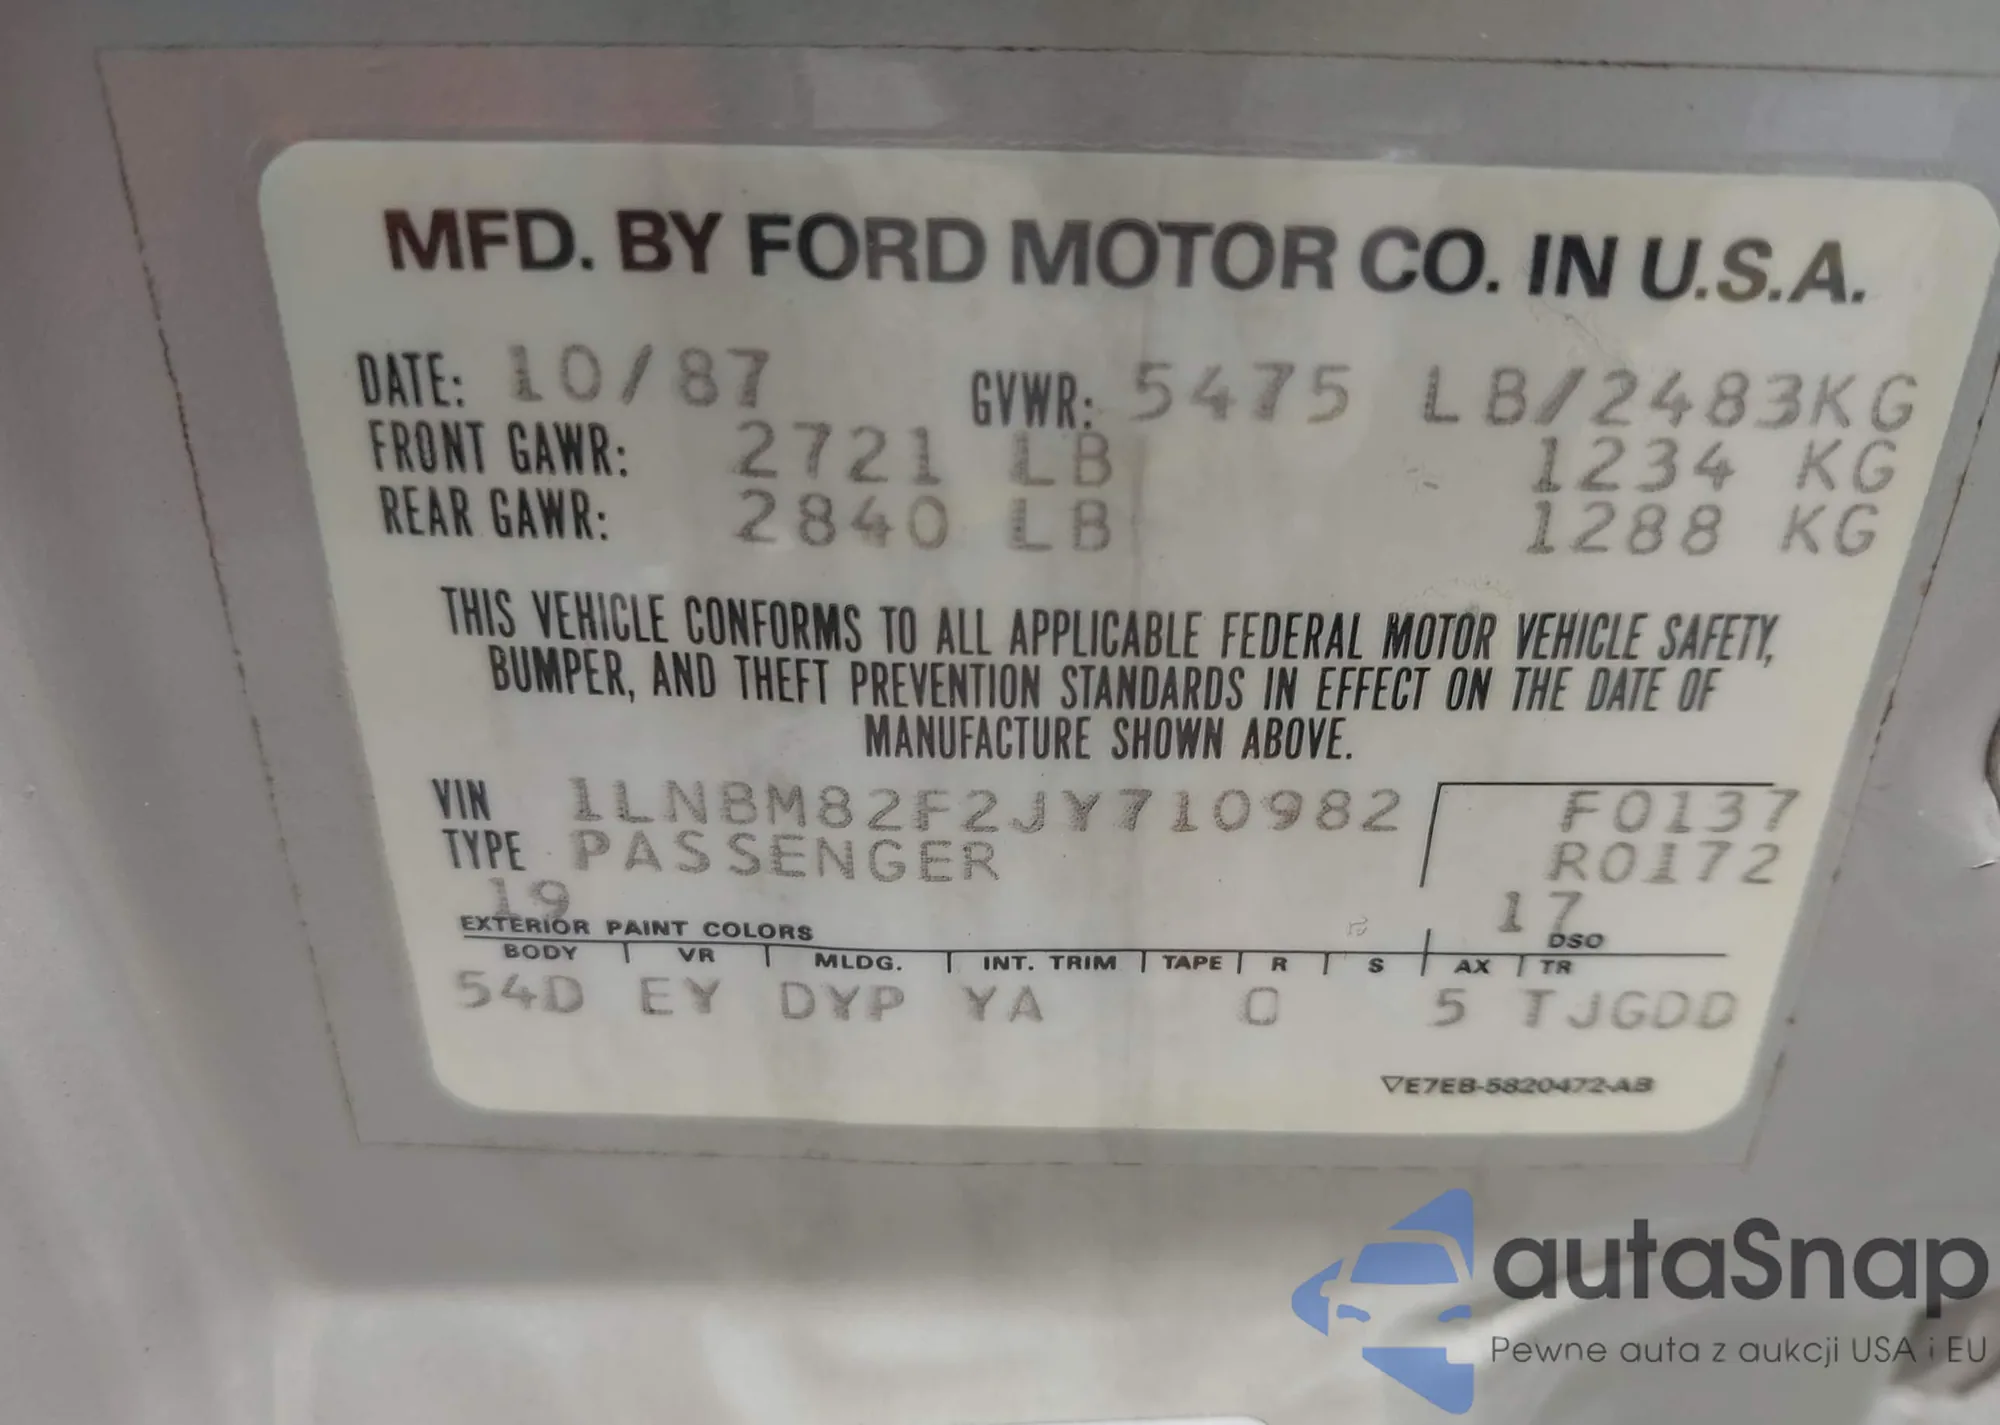 MFD. BY FORD MOTOR CO. IN U.S.A.
DATE: 10/87 GVWR: 5475 LB/2483KG
FRONT GAWR: 2721 LB 1234 KG
REAR GAWR: 2840 LB 1288 KG
THIS VEHICLE CONFORMS TO ALL APPLICABLE FEDERAL MOTOR VEHICLE SAFETY,
BUMPER, AND THEFT PREVENTION STANDARDS IN EFFECT ON THE DATE OF
MANUFACTURE SHOWN ABOVE.
VIN 1LNBM82F2JY710982 F0137
TYPE PASSENGER R0172
19 17
EXTERIOR PAINT COLORS DSO
BODY VR MLDG. INT. TRIM TAPE R S AX TR
54D EY DYP YA O 5 TJGDD
▽E7EB-5820472-AB
autaSnap
Pewne auta z aukcji USA i EU